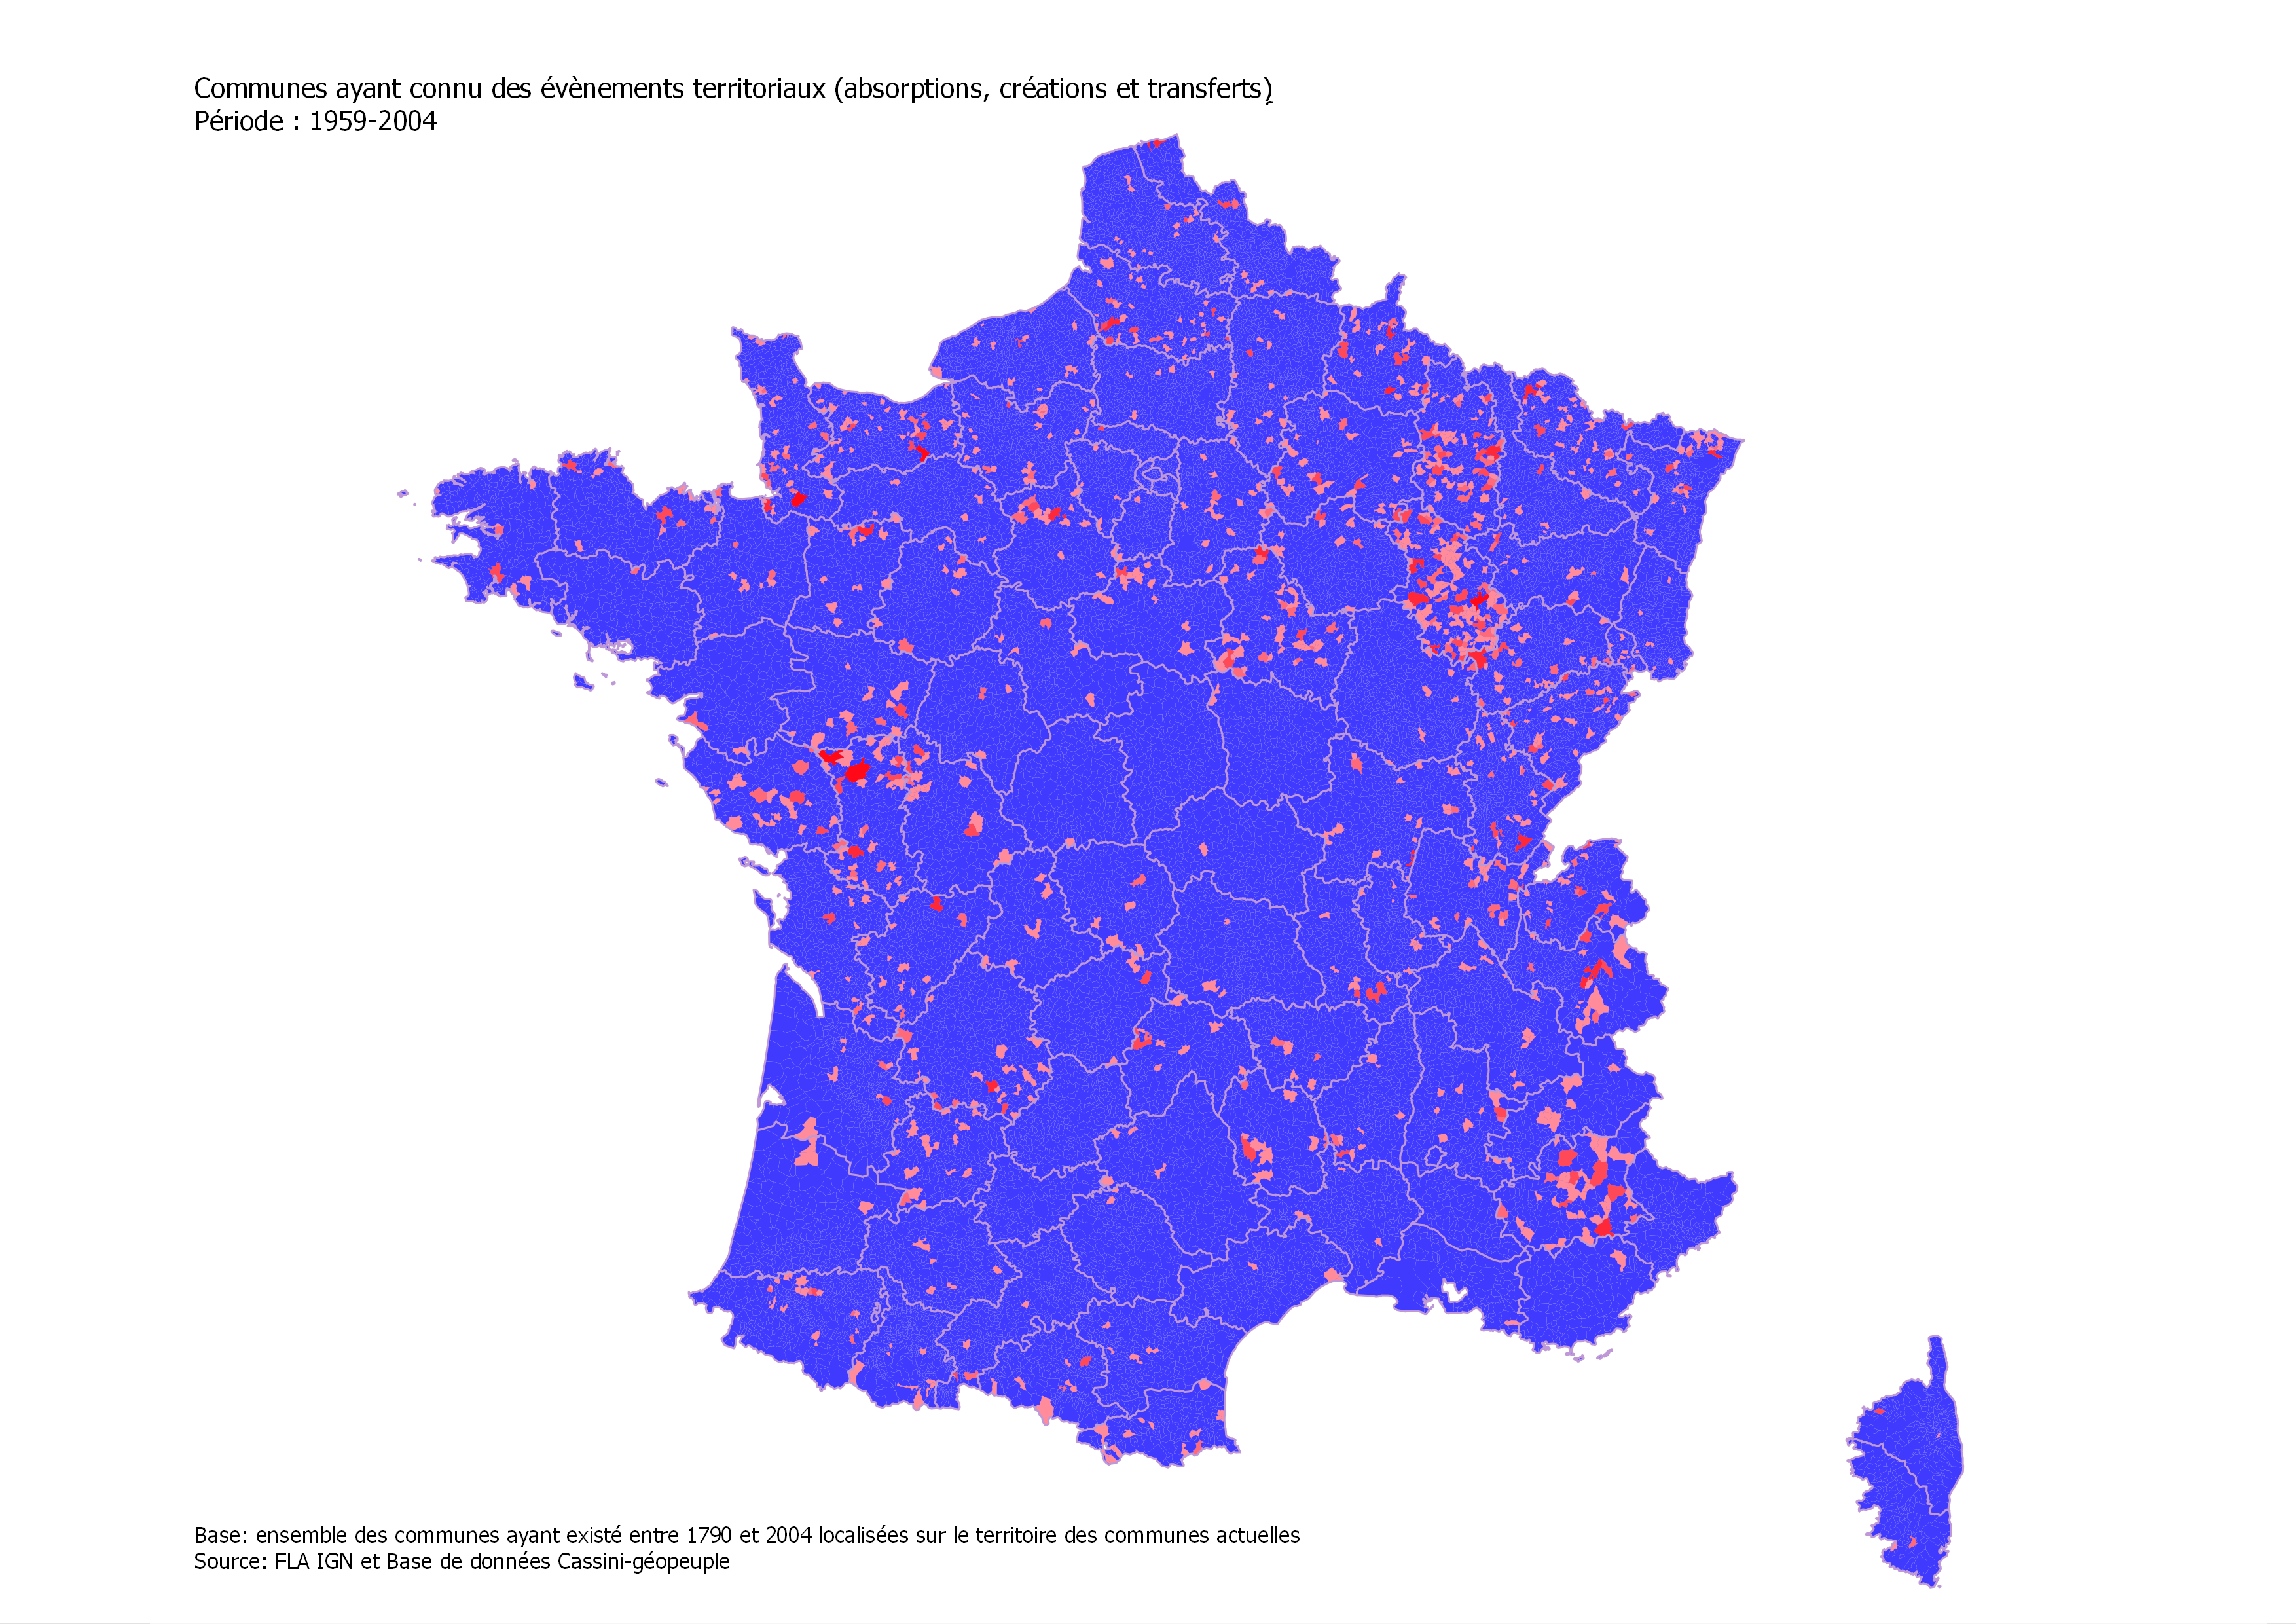 Communes ayant connu des évènements territoriaux (absorptions, créations et transferts)
Période : 1959-2004
Base: ensemble des communes ayant existé entre 1790 et 2004 localisées sur le territoire des communes actuelles
Source: FLA IGN et Base de données Cassini-géopeuple